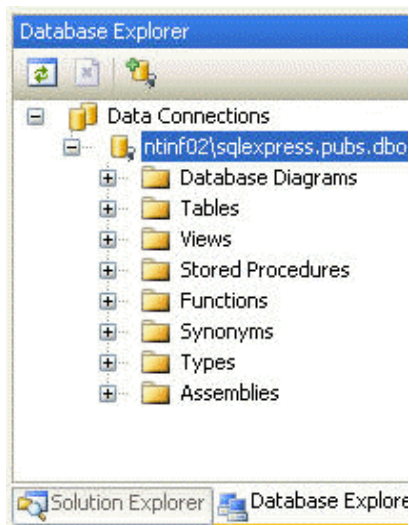 Database Explorer
Data Connections
ntinf02\sqlexpress.pubs.dbo
Database Diagrams
Tables
Views
Stored Procedures
Functions
Synonyms
Types
Assemblies
Solution Explorer
Database Explore